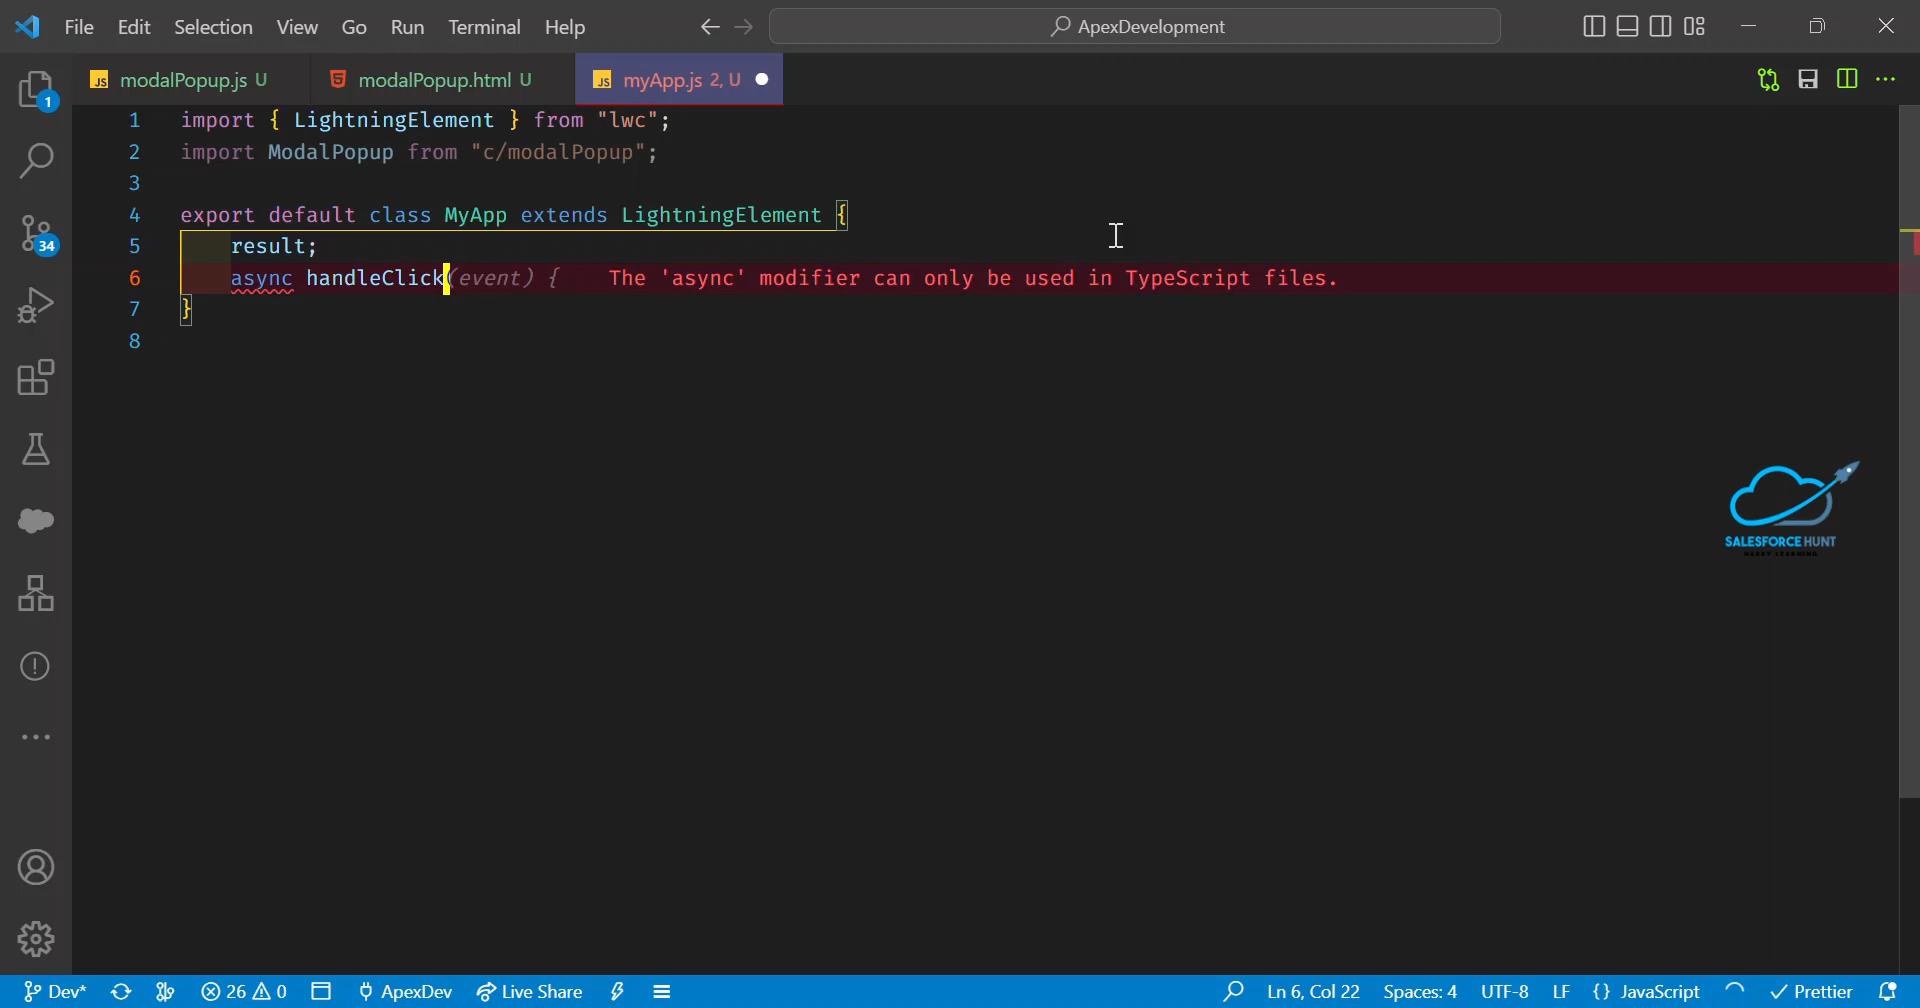 File Edit Selection View Go Run Terminal Help ApexDevelopment
modalPopup.js U modalPopup.html U myApp.js 2, U
1 import { LightningElement } from "lwc";
2 import ModalPopup from "c/modalPopup";
3
4 export default class MyApp extends LightningElement {
5 result;
6 async handleClick(event) { The 'async' modifier can only be used in TypeScript files.
7 }
8
1
34
SALESFORCE HUNT
Dev* 26 0 ApexDev Live Share Ln 6, Col 22 Spaces: 4 UTF-8 LF {} JavaScript Prettier